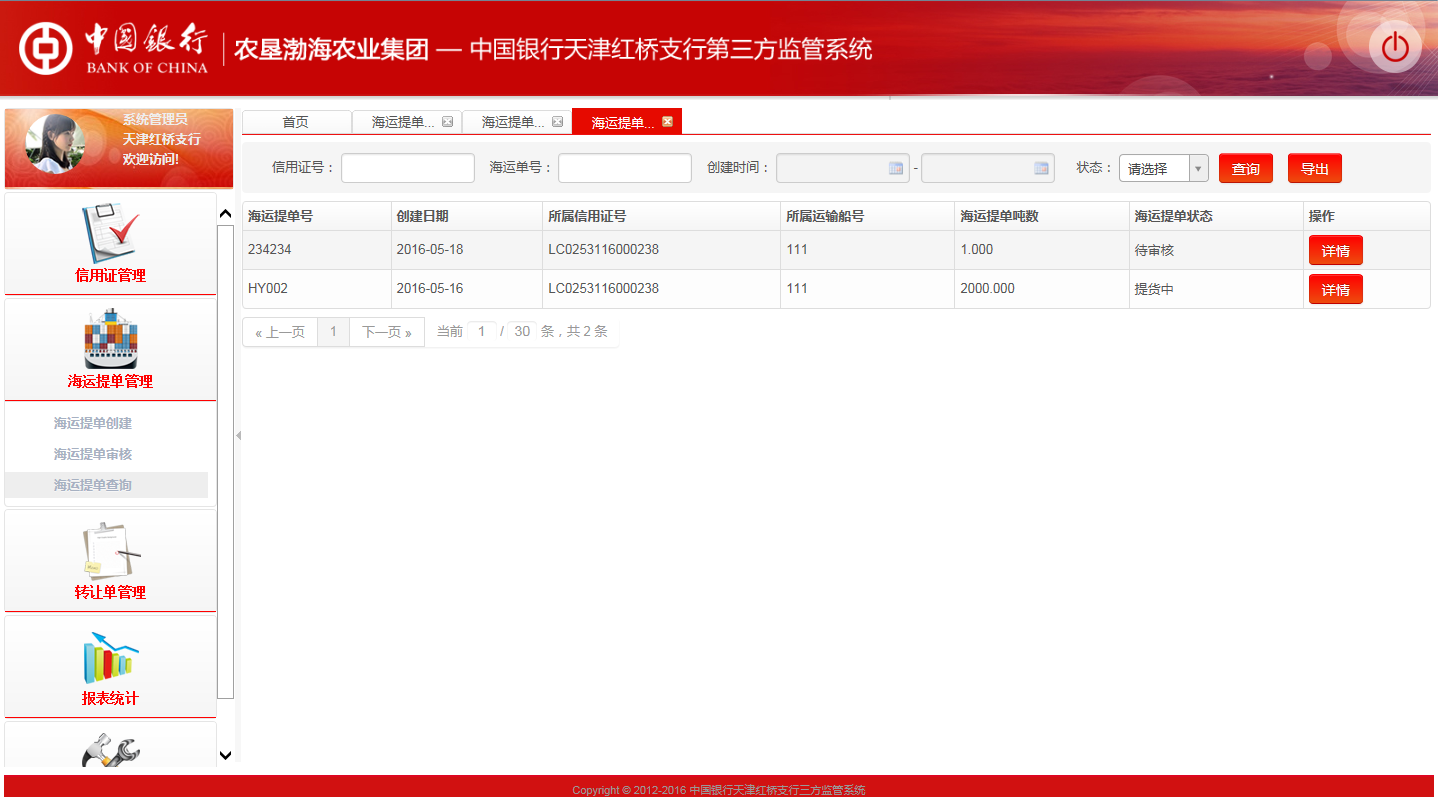 中国银行
BANK OF CHINA
农垦渤海农业集团 — 中国银行天津红桥支行第三方监管系统
系统管理员
天津红桥支行
欢迎访问!
首页 海运提单... 海运提单... 海运提单...
信用证号: 海运单号: 创建时间: - 状态: 请选择 查询 导出
海运提单号 创建日期 所属信用证号 所属运输船号 海运提单吨数 海运提单状态 操作
234234 2016-05-18 LC0253116000238 111 1.000 待审核 详情
HY002 2016-05-16 LC0253116000238 111 2000.000 提货中 详情
« 上一页 1 下一页 » 当前 1 / 30 条，共 2 条
信用证管理
海运提单管理
海运提单创建
海运提单审核
海运提单查询
转让单管理
报表统计
Copyright © 2012-2016 中国银行天津红桥支行三方监管系统